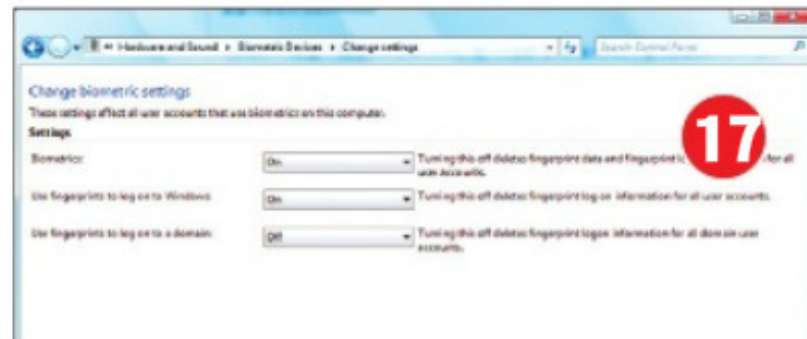 « Hardware and Sound ▸ Biometric Devices ▸ Change settings
Search Control Panel
Change biometric settings
These settings affect all user accounts that use biometrics on this computer.
Settings
17
Biometrics: On Turning this off deletes fingerprint data and fingerprint for all
user accounts.
Use fingerprints to log on to Windows: On Turning this off deletes fingerprint log on information for all user accounts.
Use fingerprints to log on to a domain: Off Turning this off deletes fingerprint logon information for all domain user
accounts.